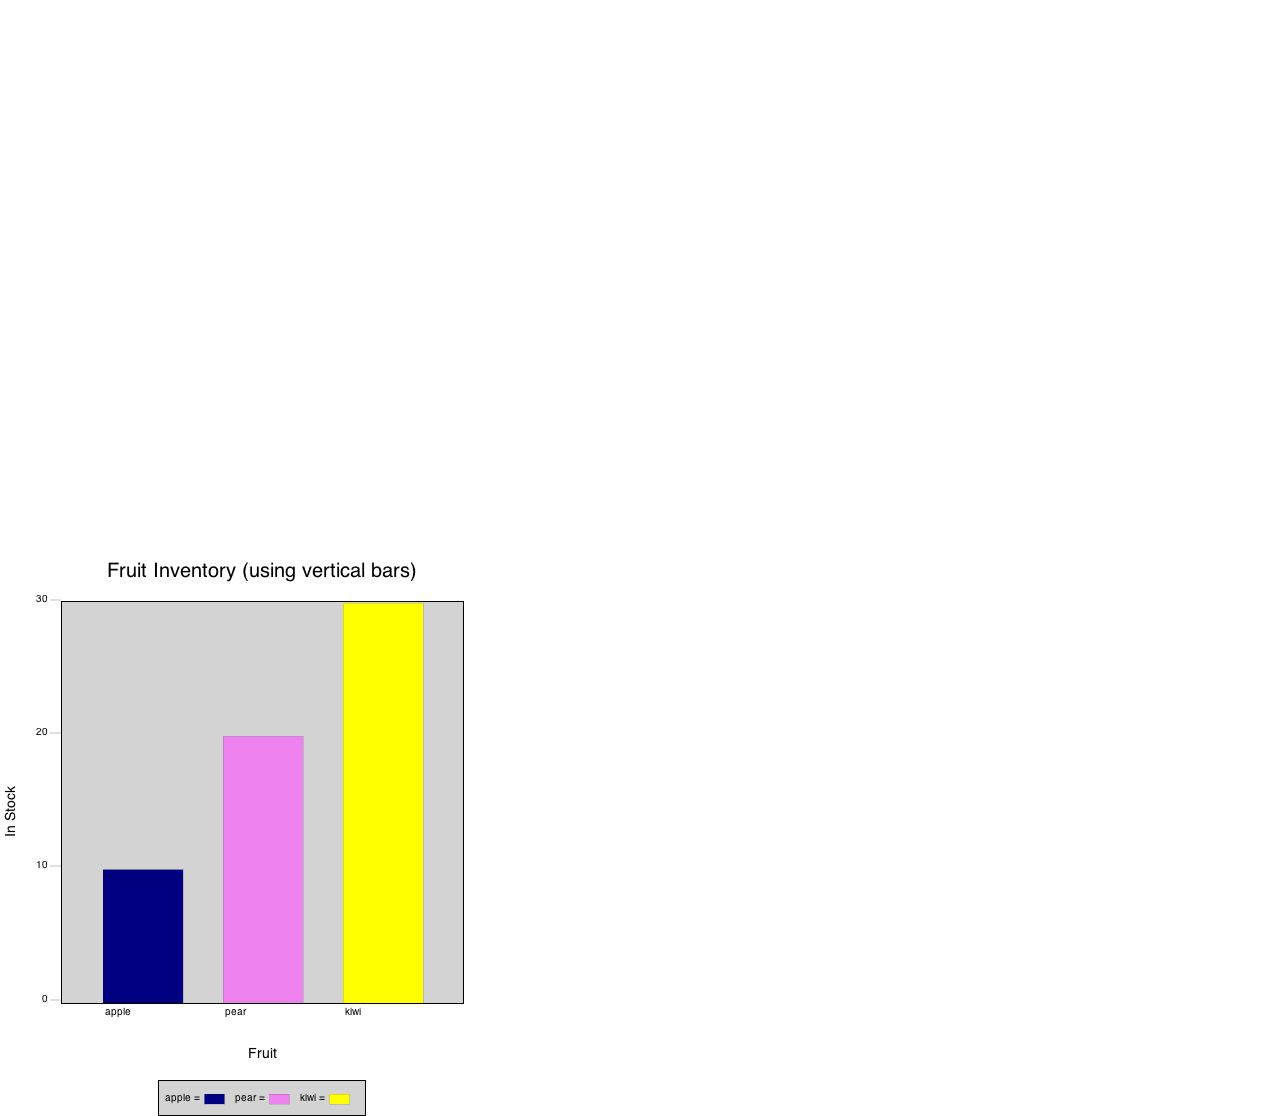 Fruit Inventory (using vertical bars)
30
20
In Stock
10
0
apple pear kiwi
Fruit
apple = pear = kiwi =